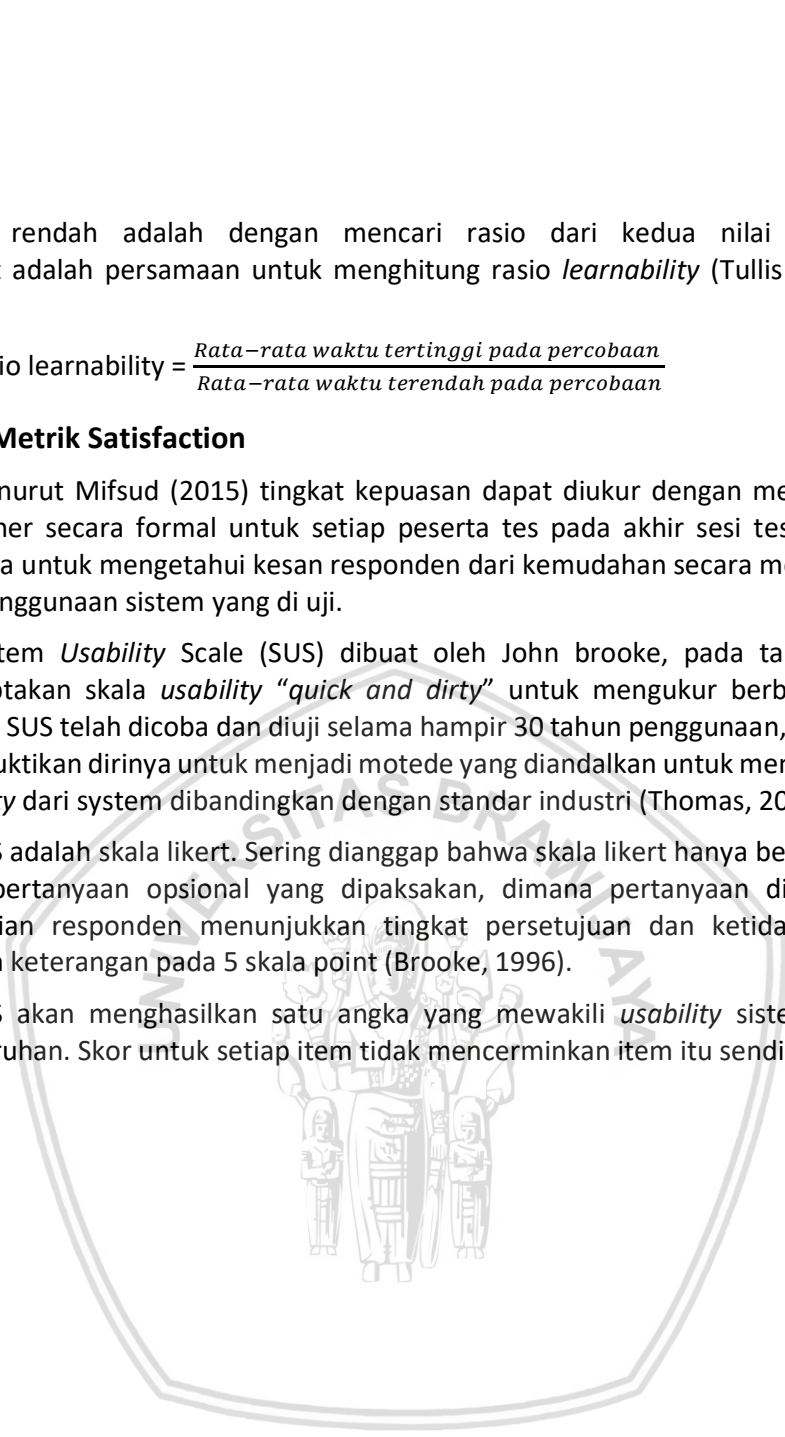 rendah adalah dengan mencari rasio dari kedua nilai
adalah persamaan untuk menghitung rasio learnability (Tullis
io learnability = Rata−rata waktu tertinggi pada percobaan
Rata−rata waktu terendah pada percobaan
Metrik Satisfaction
nurut Mifsud (2015) tingkat kepuasan dapat diukur dengan me
ner secara formal untuk setiap peserta tes pada akhir sesi tes
a untuk mengetahui kesan responden dari kemudahan secara m
nggunaan sistem yang di uji.
tem Usability Scale (SUS) dibuat oleh John brooke, pada ta
ptakan skala usability “quick and dirty” untuk mengukur berb
SUS telah dicoba dan diuji selama hampir 30 tahun penggunaan,
uktikan dirinya untuk menjadi motede yang diandalkan untuk me
ty dari system dibandingkan dengan standar industri (Thomas, 20
S adalah skala likert. Sering dianggap bahwa skala likert hanya be
pertanyaan opsional yang dipaksakan, dimana pertanyaan di
ian responden menunjukkan tingkat persetujuan dan ketida
n keterangan pada 5 skala point (Brooke, 1996).
S akan menghasilkan satu angka yang mewakili usability siste
ruhan. Skor untuk setiap item tidak mencerminkan item itu sendi
UNIVERSITAS BRAWIJAYA